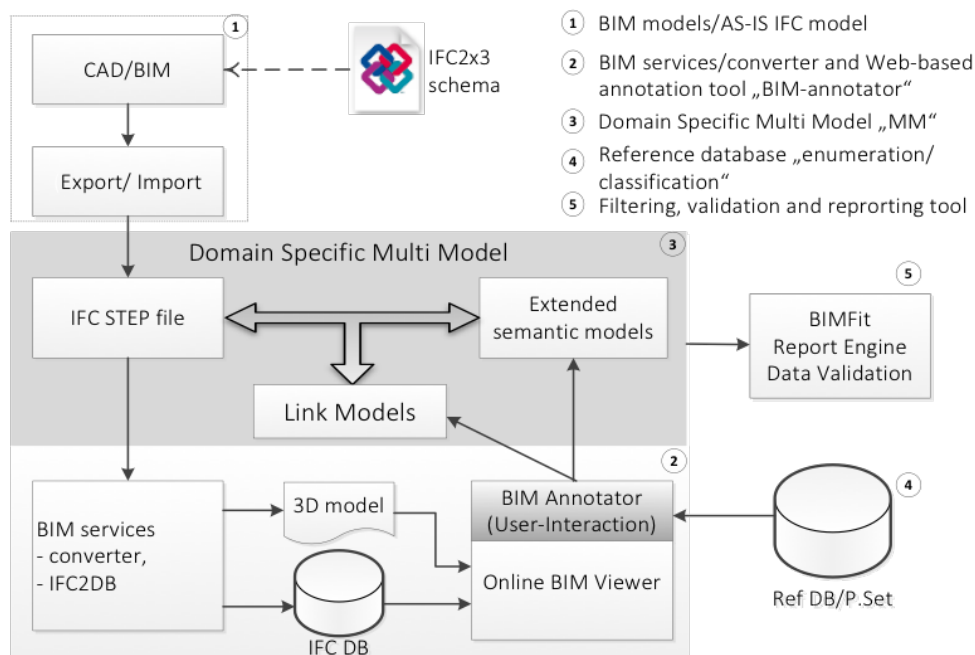 1
CAD/BIM
IFC2x3
schema
Export/ Import
1 BIM models/AS-IS IFC model
2 BIM services/converter and Web-based
annotation tool „BIM-annotator“
3 Domain Specific Multi Model „MM“
4 Reference database „enumeration/
classification“
5 Filtering, validation and reprorting tool
Domain Specific Multi Model
3
IFC STEP file
Extended
semantic models
Link Models
5
BIMFit
Report Engine
Data Validation
2
BIM services
- converter,
- IFC2DB
3D model
IFC DB
BIM Annotator
(User-Interaction)
Online BIM Viewer
4
Ref DB/P.Set